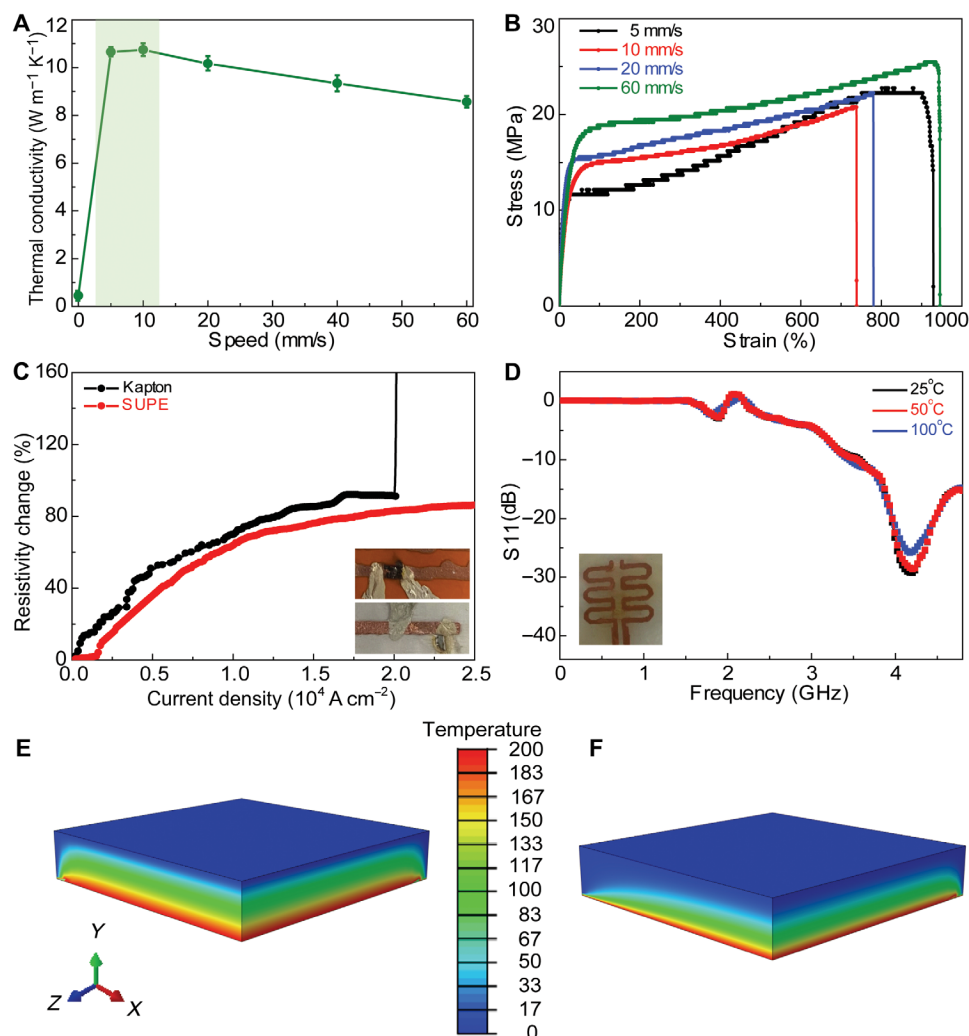 A
Thermal conductivity (W m⁻¹ K⁻¹)
12
10
8
6
4
2
0
0 10 20 30 40 50 60
Speed (mm/s)
B
5 mm/s
10 mm/s
20 mm/s
60 mm/s
Stress (MPa)
30
20
10
0
0 200 400 600 800 1000
Strain (%)
C
Kapton
SUPE
Resistivity change (%)
160
120
80
40
0
0.0 0.5 1.0 1.5 2.0 2.5
Current density (10⁴ A cm⁻²)
D
25°C
50°C
100°C
S11 (dB)
0
–10
–20
–30
–40
0 1 2 3 4
Frequency (GHz)
E
Temperature
200
183
167
150
133
117
100
83
67
50
33
17
0
Y
Z
X
F